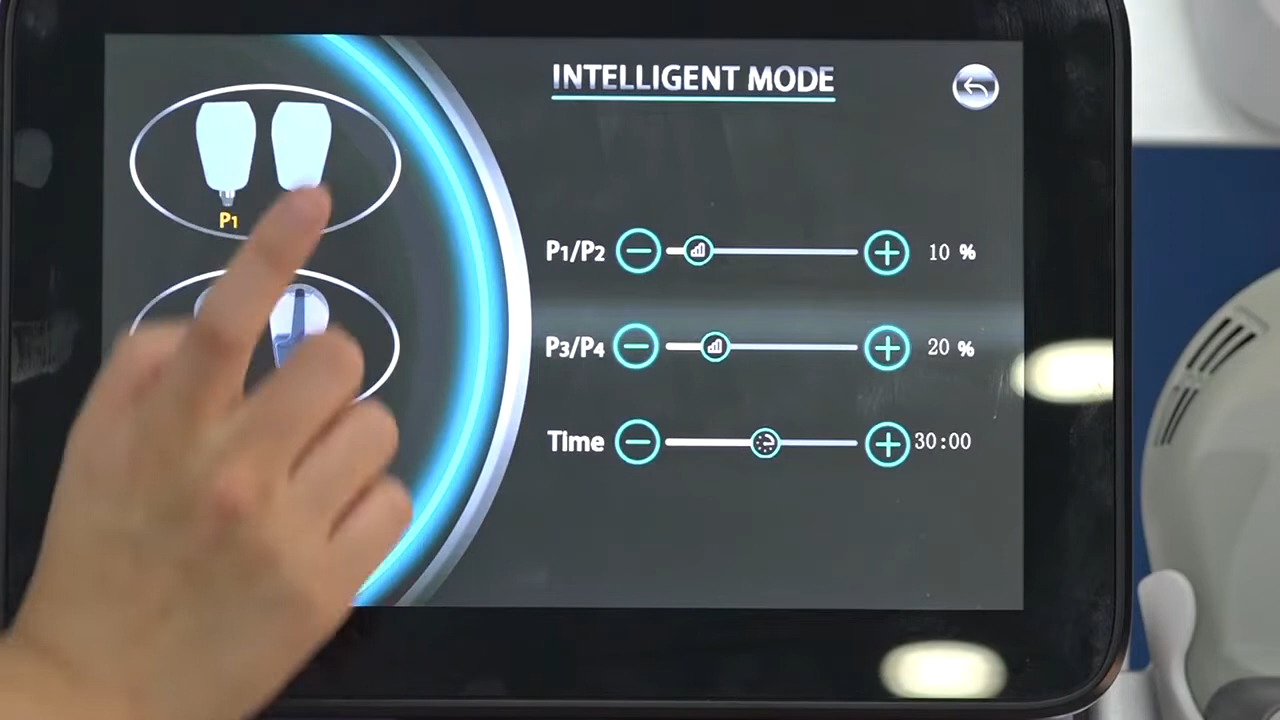 INTELLIGENT MODE
P1
P1/P2 10 %
P3/P4 20 %
Time 30:00